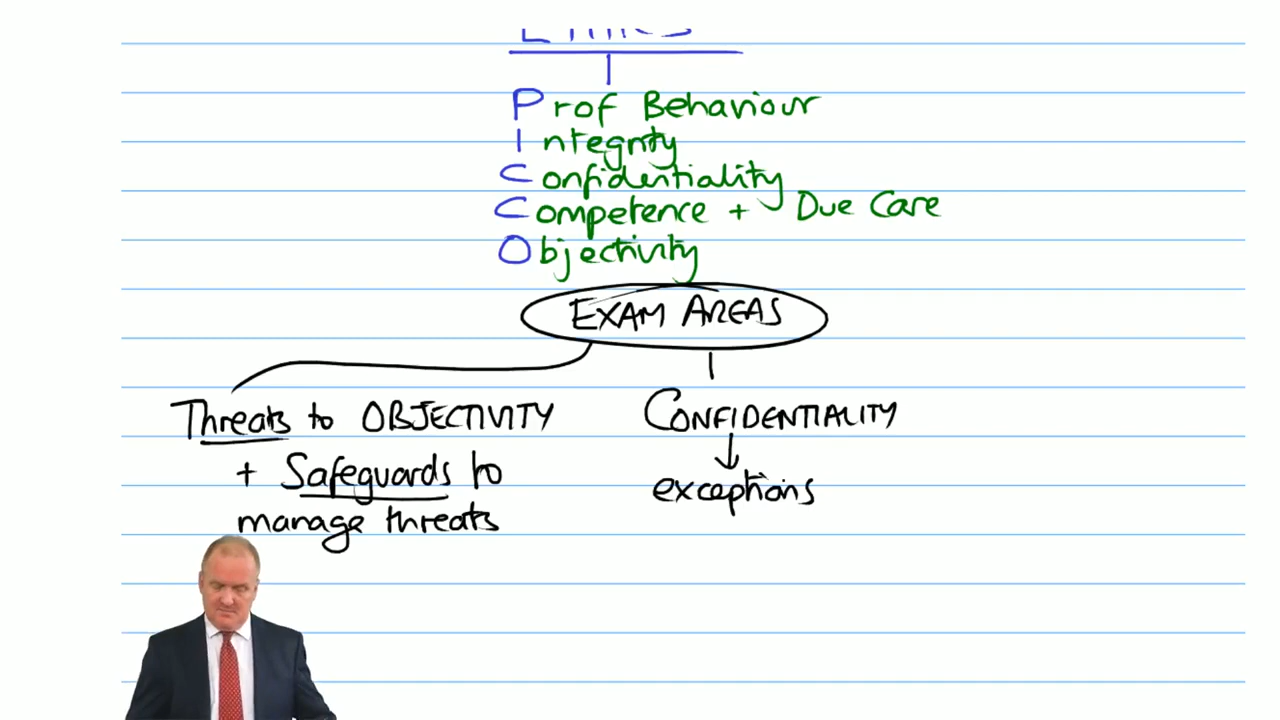 Prof Behaviour
Integrity
Confidentiality
Competence + Due Care
Objectivity
EXAM AREAS
Threats to OBJECTIVITY
+ Safeguards to
manage threats
CONFIDENTIALITY
exceptions